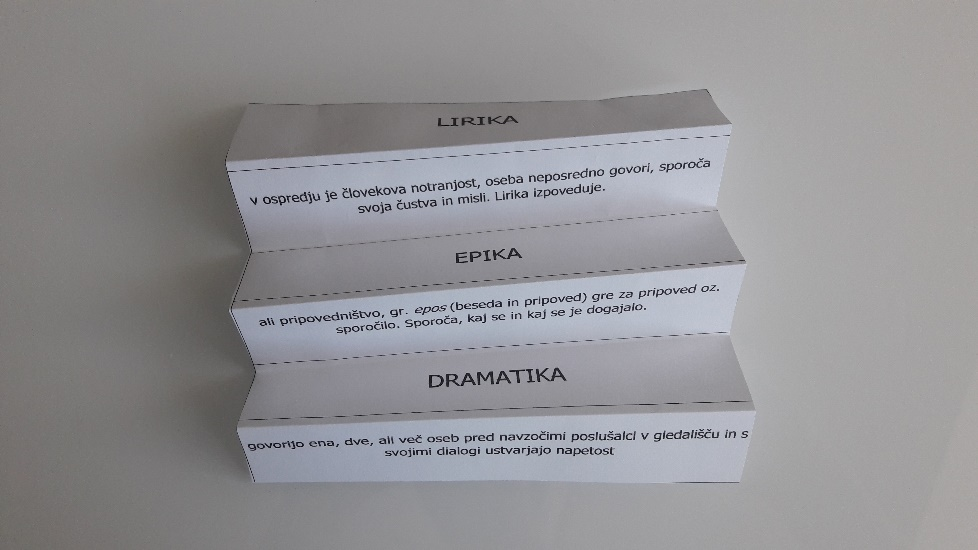 LIRIKA
v ospredju je človekova notranjost, oseba neposredno govori, sporoča
svoja čustva in misli. Lirika izpoveduje.
EPIKA
ali pripovedništvo, gr. epos (beseda in pripoved) gre za pripoved oz.
sporočilo. Sporoča, kaj se in kaj se je dogajalo.
DRAMATIKA
govorijo ena, dve, ali več oseb pred navzočimi poslušalci v gledališču in s
svojimi dialogi ustvarjajo napetost